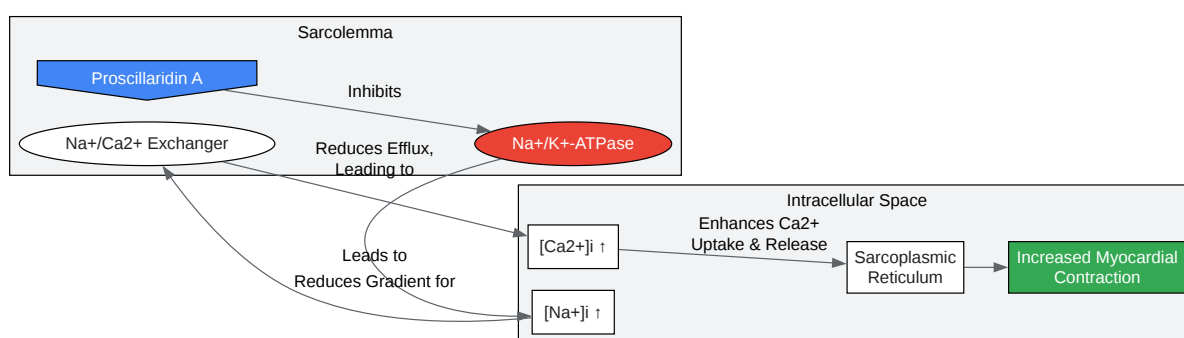 Sarcolemma
Proscillaridin A
Inhibits
Na+/Ca2+ Exchanger
Na+/K+-ATPase
Reduces Efflux,
Leading to
Intracellular Space
Enhances Ca2+
Uptake & Release
[Ca2+]i ↑
Leads to
Reduces Gradient for
Sarcoplasmic
Reticulum
Increased Myocardial
Contraction
[Na+]i ↑